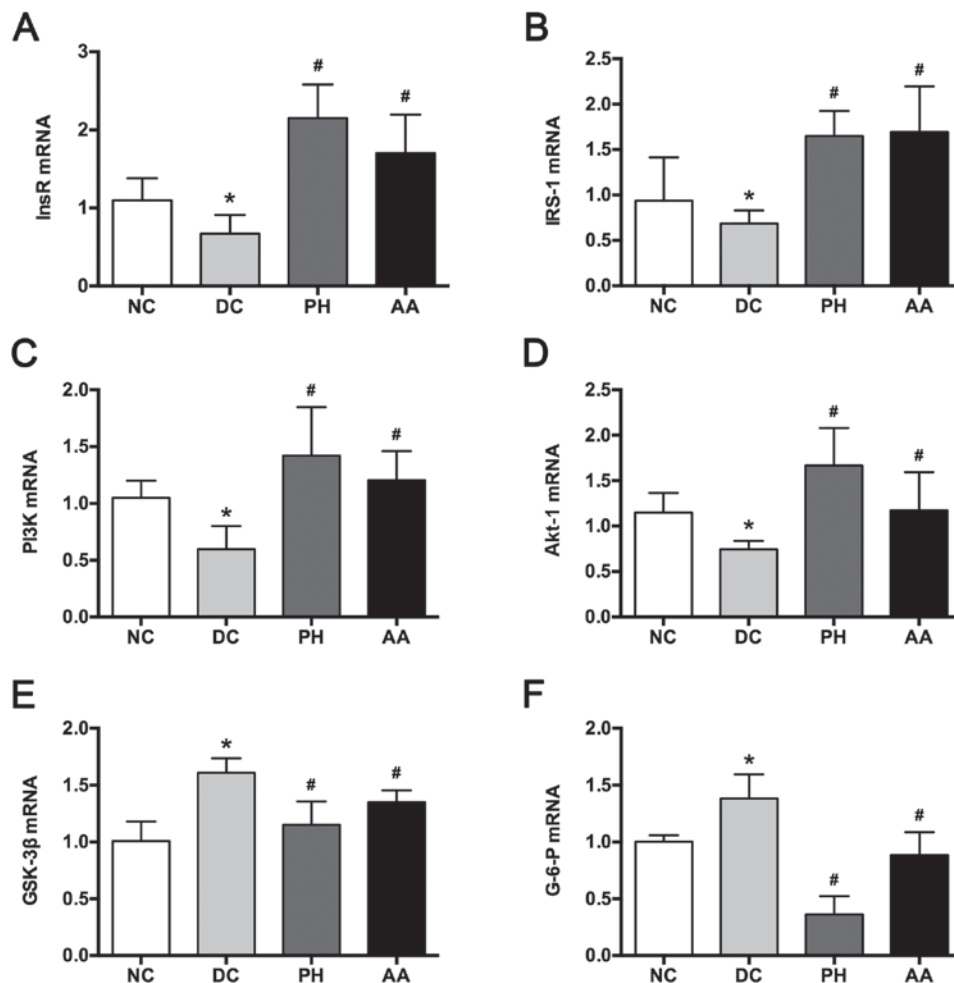 A
InsR mRNA
3
2
1
0
*
#
#
NC DC PH AA
B
IRS-1 mRNA
2.5
2.0
1.5
1.0
0.5
0.0
*
#
#
NC DC PH AA
C
PI3K mRNA
2.0
1.5
1.0
0.5
0.0
*
#
#
NC DC PH AA
D
Akt-1 mRNA
2.5
2.0
1.5
1.0
0.5
0.0
*
#
#
NC DC PH AA
E
GSK-3β mRNA
2.0
1.5
1.0
0.5
0.0
*
#
#
NC DC PH AA
F
G-6-P mRNA
2.0
1.5
1.0
0.5
0.0
*
#
#
NC DC PH AA